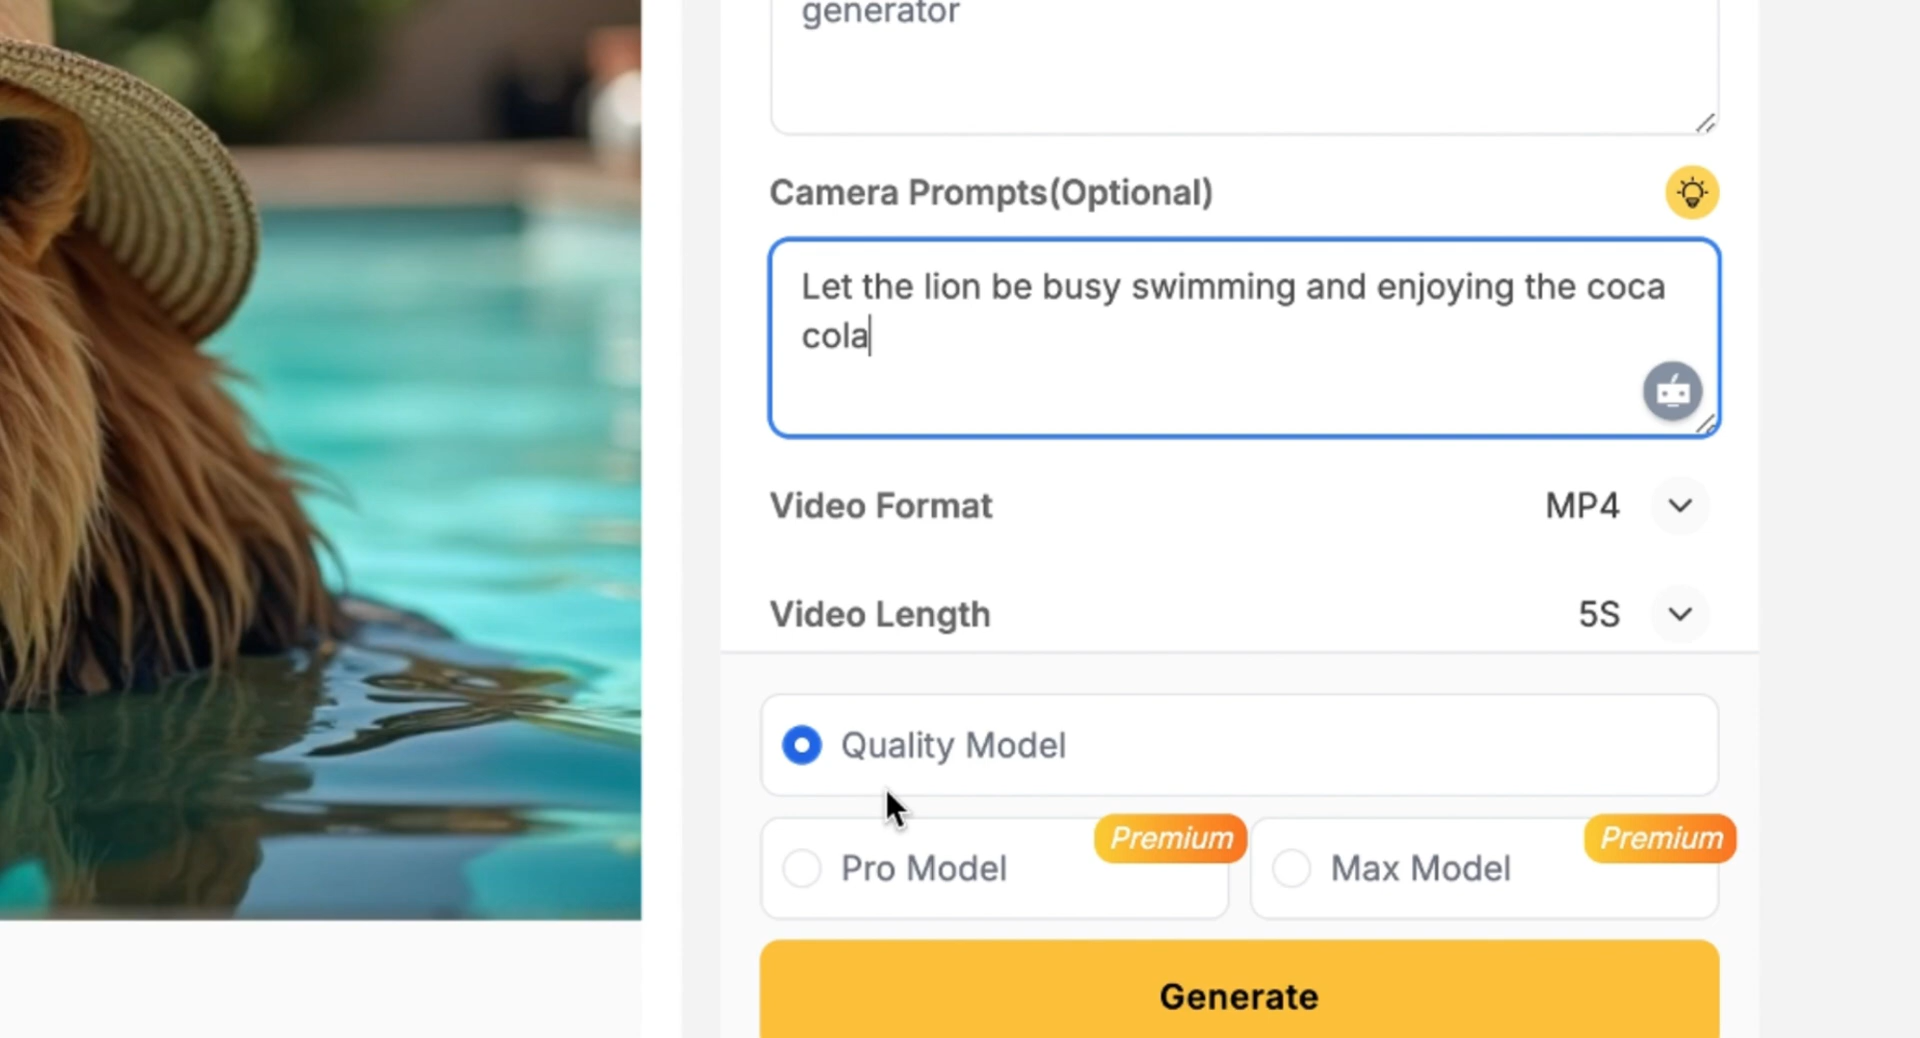 generator
Camera Prompts(Optional)
Let the lion be busy swimming and enjoying the coca
cola
Video Format MP4
Video Length 5S
Quality Model
Premium Premium
Pro Model Max Model
Generate